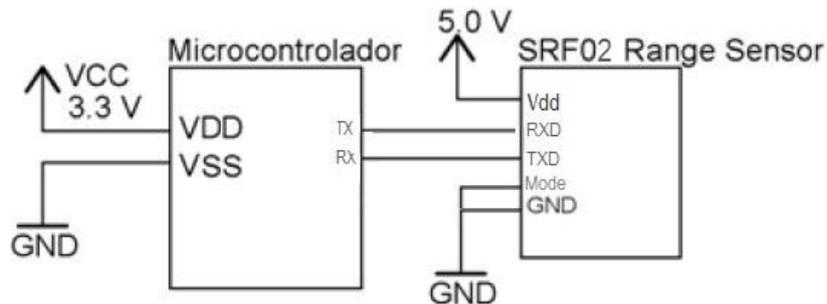 Microcontrolador
VCC
3.3 V
VDD
VSS
TX
RX
GND
5.0 V
SRF02 Range Sensor
Vdd
RXD
TXD
Mode
GND
GND